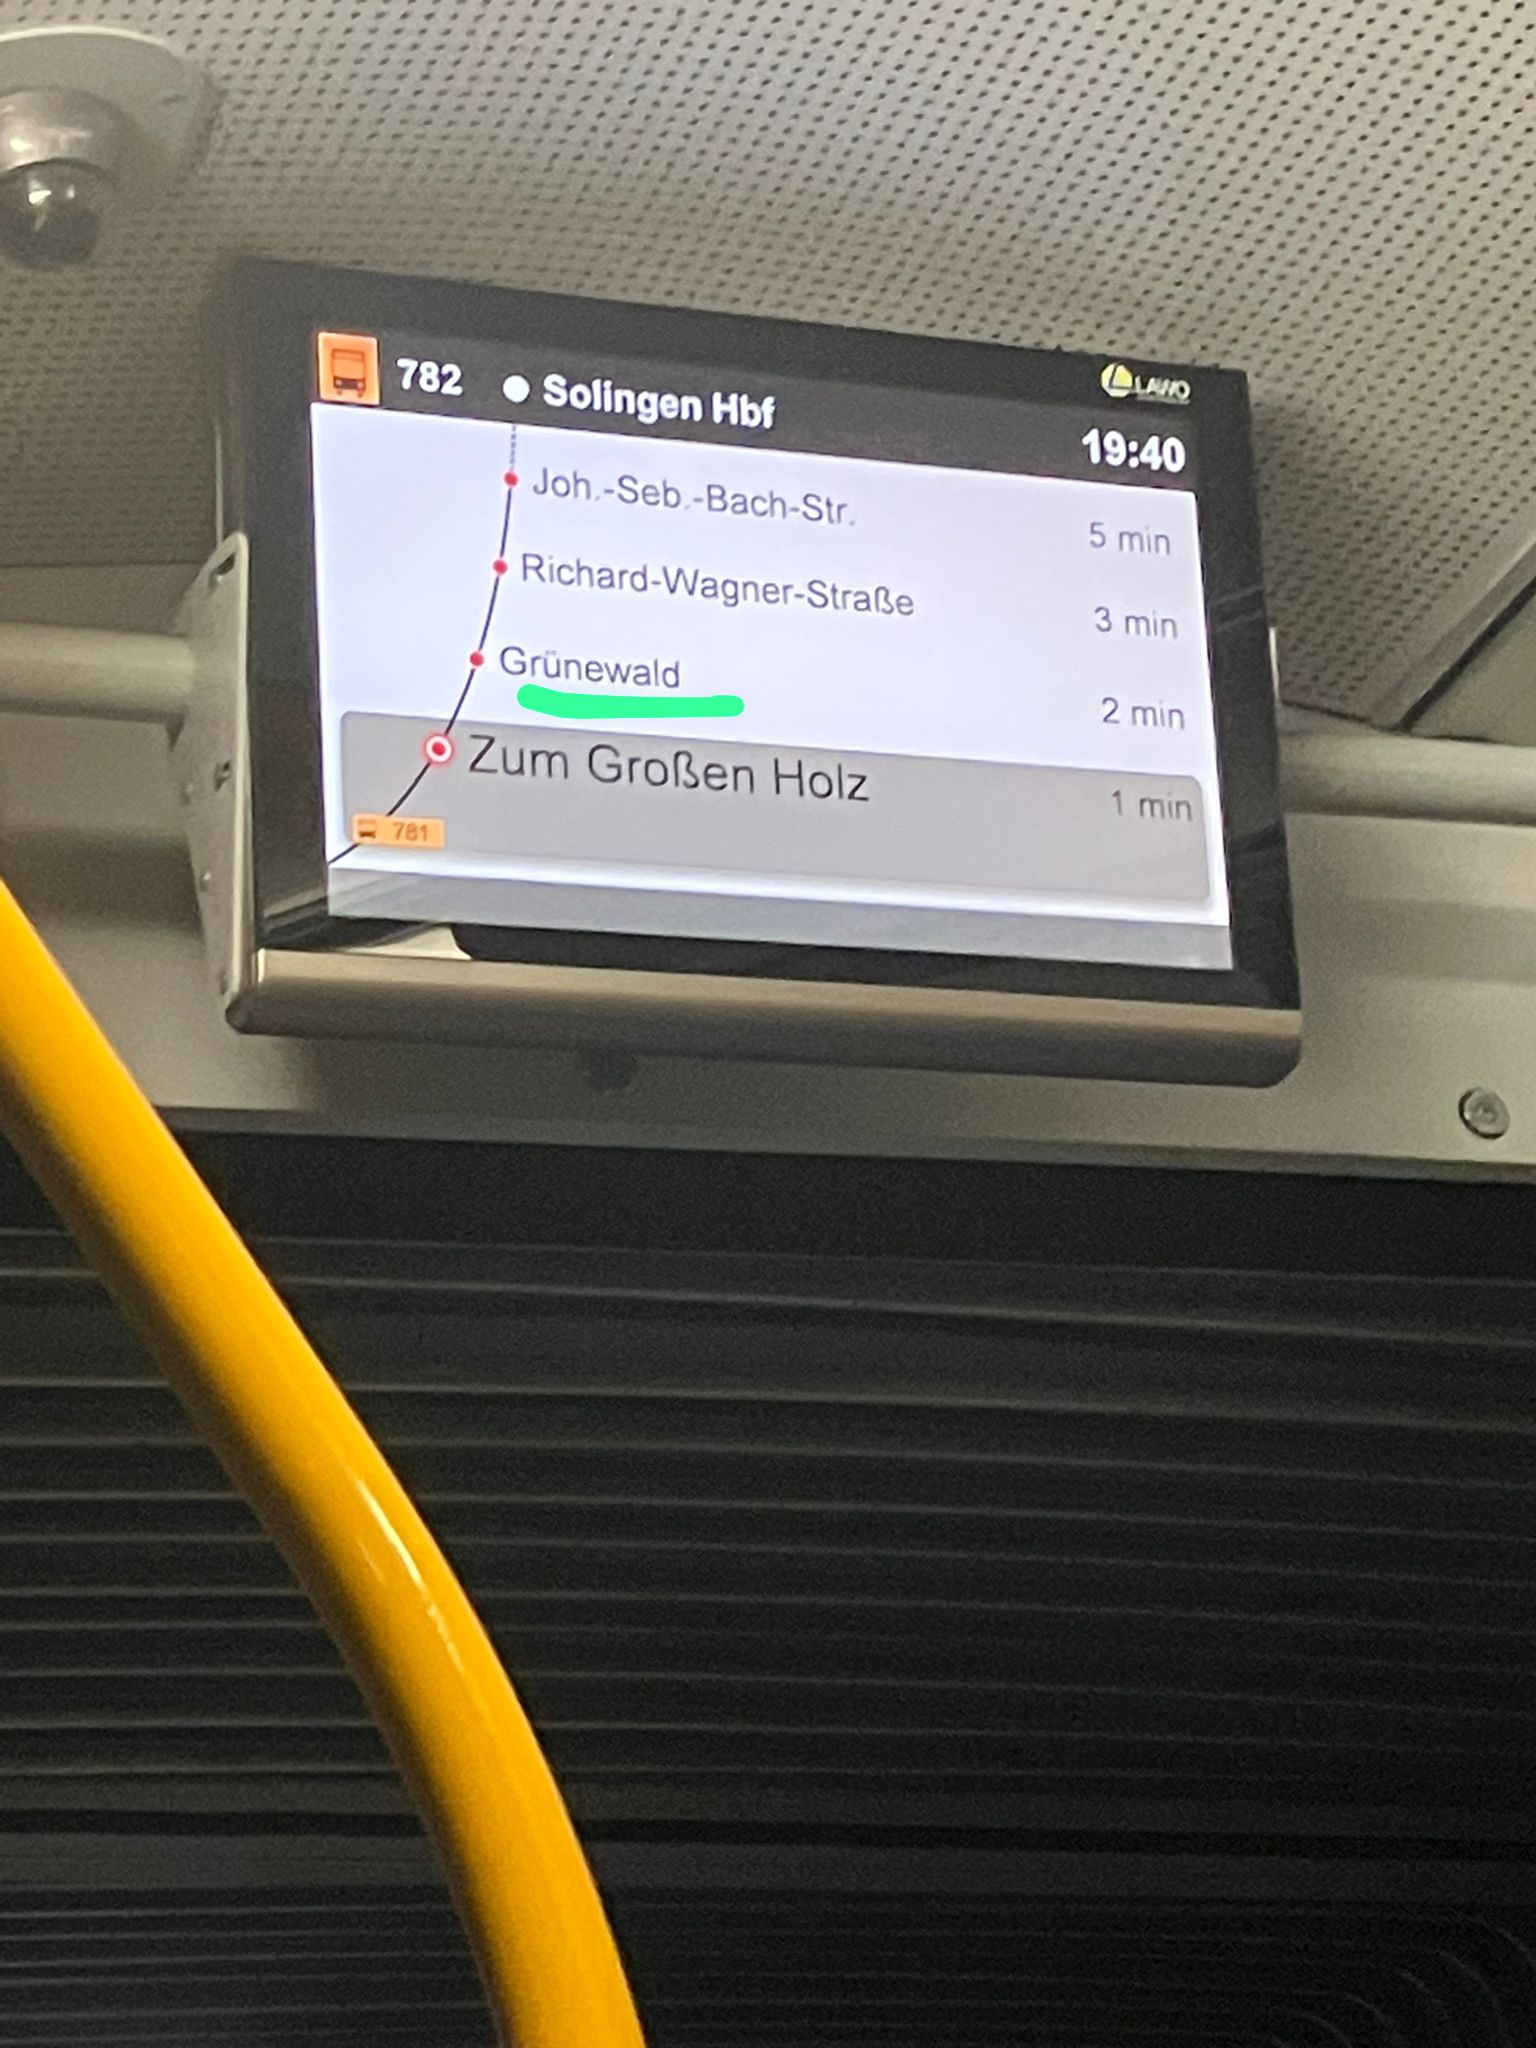 782 Solingen Hbf
LAWO
19:40
Joh.-Seb.-Bach-Str. 5 min
Richard-Wagner-Straße 3 min
Grünewald 2 min
Zum Großen Holz 1 min
781